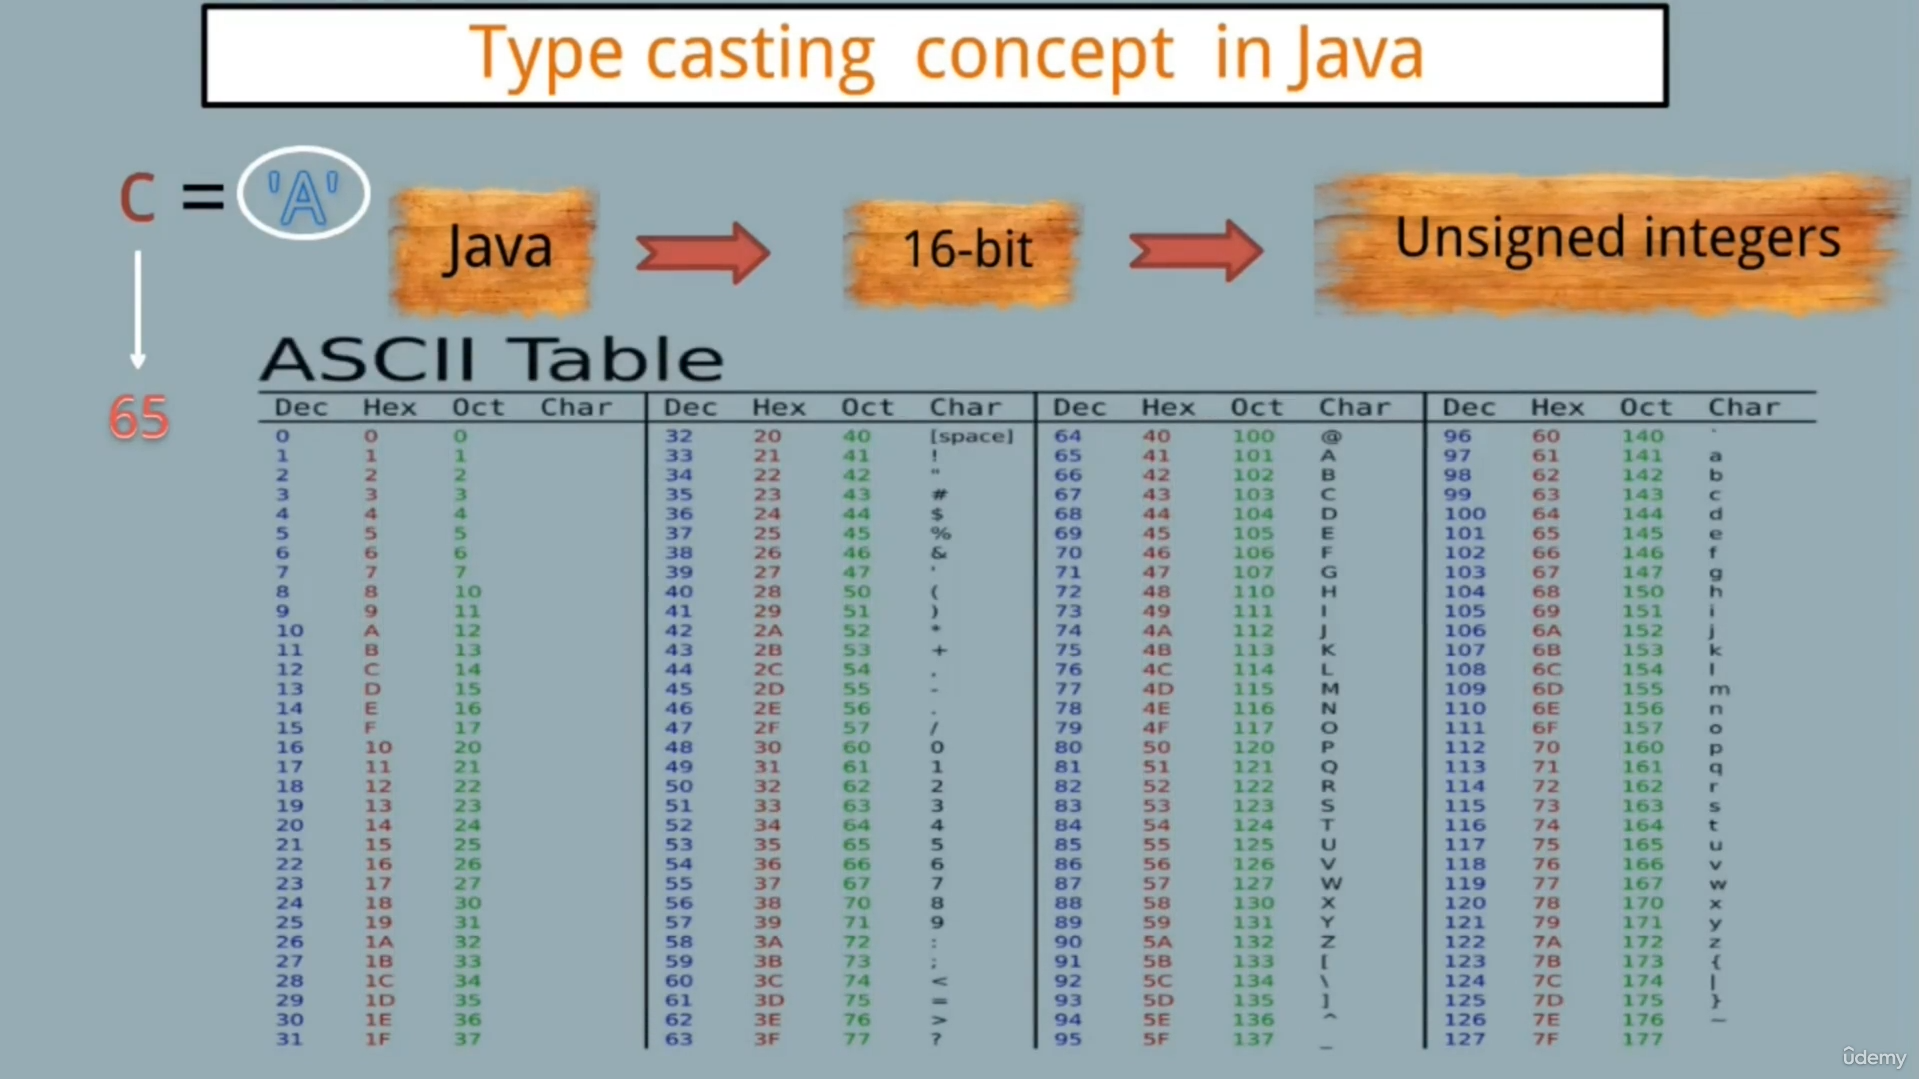 Type casting concept in Java
C = 'A'
Java
16-bit
Unsigned integers
65
ASCII Table
Dec Hex Oct Char Dec Hex Oct Char Dec Hex Oct Char Dec Hex Oct Char
0 0 0 32 20 40 [space] 64 40 100 @ 96 60 140 `
1 1 1 33 21 41 ! 65 41 101 A 97 61 141 a
2 2 2 34 22 42 " 66 42 102 B 98 62 142 b
3 3 3 35 23 43 # 67 43 103 C 99 63 143 c
4 4 4 36 24 44 $ 68 44 104 D 100 64 144 d
5 5 5 37 25 45 % 69 45 105 E 101 65 145 e
6 6 6 38 26 46 & 70 46 106 F 102 66 146 f
7 7 7 39 27 47 ' 71 47 107 G 103 67 147 g
8 8 10 40 28 50 ( 72 48 110 H 104 68 150 h
9 9 11 41 29 51 ) 73 49 111 I 105 69 151 i
10 A 12 42 2A 52 * 74 4A 112 J 106 6A 152 j
11 B 13 43 2B 53 + 75 4B 113 K 107 6B 153 k
12 C 14 44 2C 54 , 76 4C 114 L 108 6C 154 l
13 D 15 45 2D 55 - 77 4D 115 M 109 6D 155 m
14 E 16 46 2E 56 . 78 4E 116 N 110 6E 156 n
15 F 17 47 2F 57 / 79 4F 117 O 111 6F 157 o
16 10 20 48 30 60 0 80 50 120 P 112 70 160 p
17 11 21 49 31 61 1 81 51 121 Q 113 71 161 q
18 12 22 50 32 62 2 82 52 122 R 114 72 162 r
19 13 23 51 33 63 3 83 53 123 S 115 73 163 s
20 14 24 52 34 64 4 84 54 124 T 116 74 164 t
21 15 25 53 35 65 5 85 55 125 U 117 75 165 u
22 16 26 54 36 66 6 86 56 126 V 118 76 166 v
23 17 27 55 37 67 7 87 57 127 W 119 77 167 w
24 18 30 56 38 70 8 88 58 130 X 120 78 170 x
25 19 31 57 39 71 9 89 59 131 Y 121 79 171 y
26 1A 32 58 3A 72 : 90 5A 132 Z 122 7A 172 z
27 1B 33 59 3B 73 ; 91 5B 133 [ 123 7B 173 {
28 1C 34 60 3C 74 < 92 5C 134 \ 124 7C 174 |
29 1D 35 61 3D 75 = 93 5D 135 ] 125 7D 175 }
30 1E 36 62 3E 76 > 94 5E 136 ^ 126 7E 176 ~
31 1F 37 63 3F 77 ? 95 5F 137 _ 127 7F 177
ûdemy